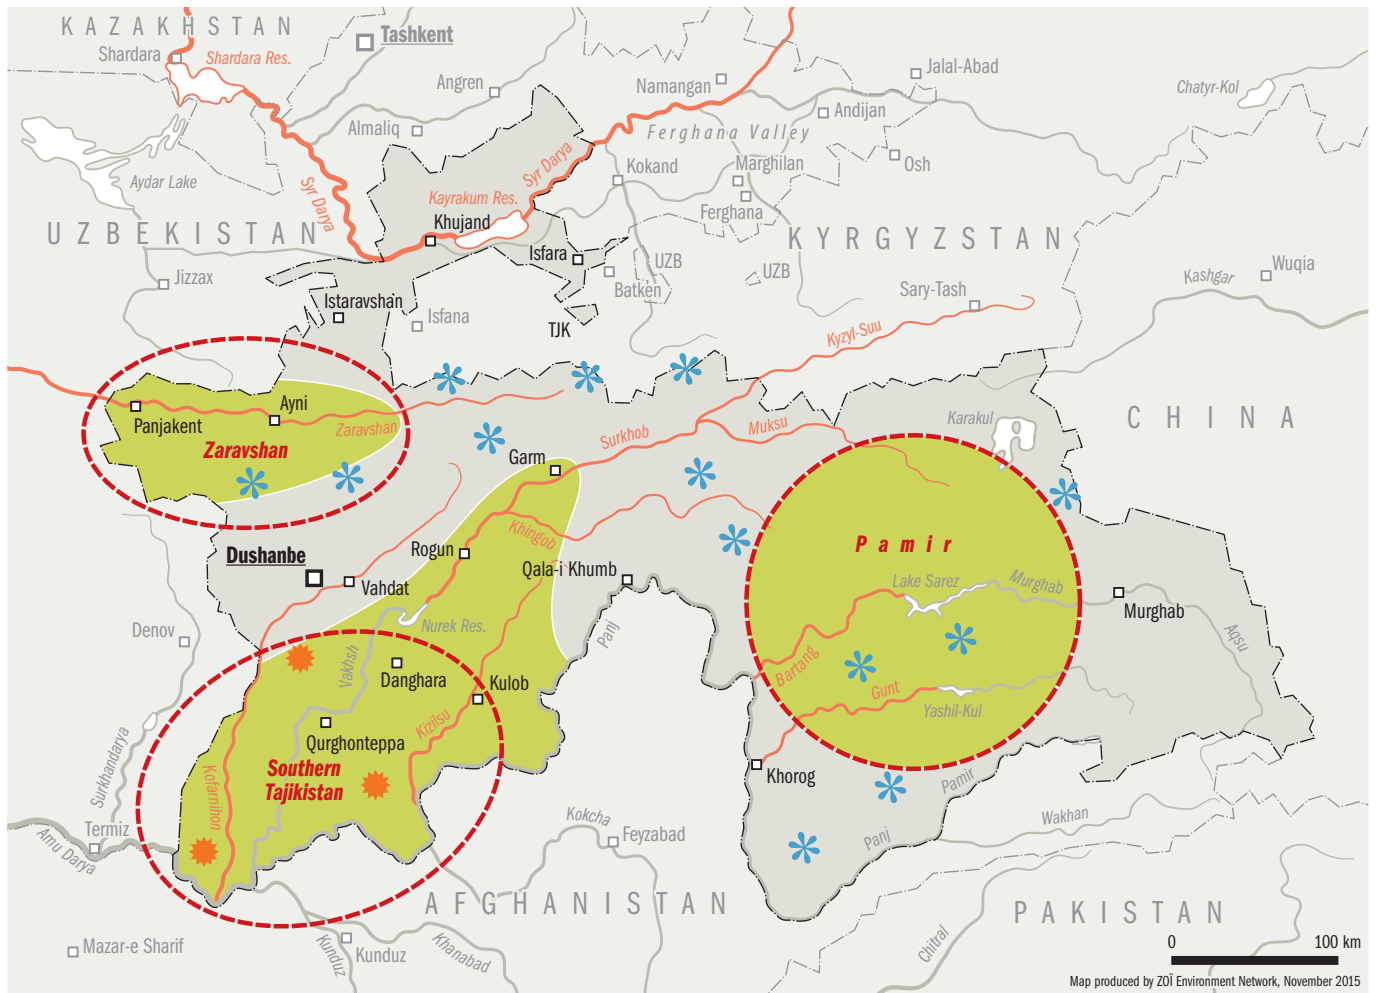 KAZAKHSTAN
Shardara
Shardara Res.
Tashkent
Angren
Namangan
Jalal-Abad
Chatyr-Kol
Almaliq
Andijan
Ferghana Valley
Syr Darya
Aydar Lake
Syr Darya
Kokand
Marghilan
Osh
Kayrakum Res.
Khujand
Ferghana
UZBEKISTAN
KYRGYZSTAN
Isfara
UZB
UZB
Wuqia
Kashgar
Jizzax
Batken
Sary-Tash
Istaravshan
Isfana
TJK
Kyzyl-Suu
Ayni
Panjakent
Zaravshan
Zaravshan
Surkhob
Muksu
Karakul
CHINA
Garm
Khingob
Pamir
Dushanbe
Rogun
Qala-i Khumb
Vahdat
Lake Sarez
Murghab
Murghab
Nurek Res.
Denov
Panj
Aqsu
Vakhsh
Danghara
Kulob
Bartang
Gunt
Yashil-Kul
Kizilsu
Qurghonteppa
Southern
Tajikistan
Kofarnihon
Surkhandarya
Khorog
Pamir
Termiz
Amu Darya
Kokcha
Feyzabad
Panj
Wakhan
AFGHANISTAN
PAKISTAN
Mazar-e Sharif
Kunduz
Kunduz
Khanabad
Chitral
0 100 km
Map produced by ZOÏ Environment Network, November 2015